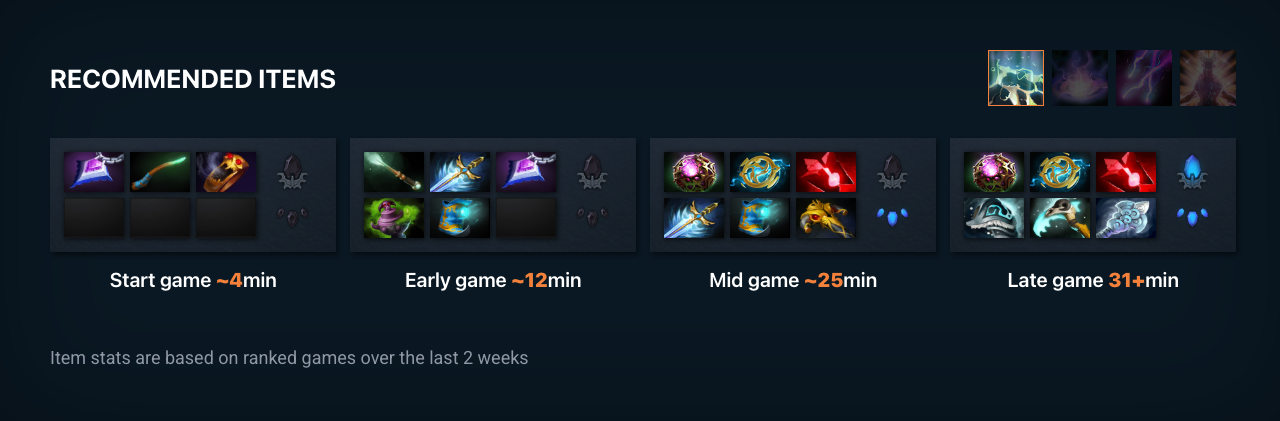 RECOMMENDED ITEMS
Start game ~4min
Early game ~12min
Mid game ~25min
Late game 31+min
Item stats are based on ranked games over the last 2 weeks